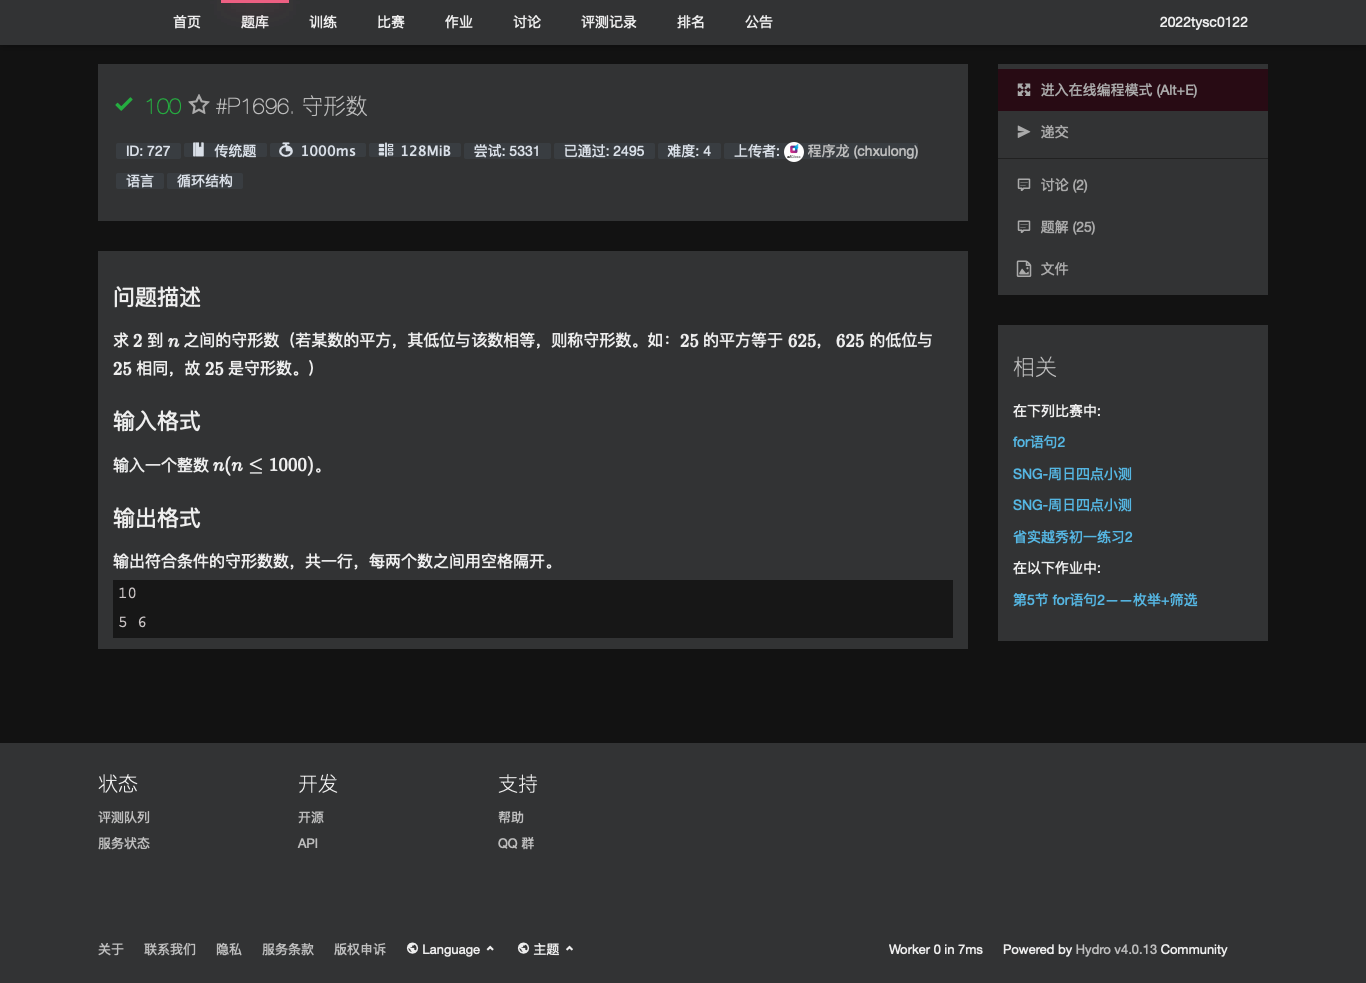 首页 题库 训练 比赛 作业 讨论 评测记录 排名 公告 2022tysc0122
100 #P1696. 守形数
ID: 727 传统题 1000ms 128MiB 尝试: 5331 已通过: 2495 难度: 4 上传者: 程序龙 (chxulong)
语言 循环结构
问题描述
求 2 到 n 之间的守形数（若某数的平方，其低位与该数相等，则称守形数。如：25 的平方等于 625， 625 的低位与
25 相同，故 25 是守形数。）
输入格式
输入一个整数 n(n ≤ 1000)。
输出格式
输出符合条件的守形数数，共一行，每两个数之间用空格隔开。
10
5 6
进入在线编程模式 (Alt+E)
递交
讨论 (2)
题解 (25)
文件
相关
在下列比赛中:
for语句2
SNG-周日四点小测
SNG-周日四点小测
省实越秀初一练习2
在以下作业中:
第5节 for语句2——枚举+筛选
状态 开发 支持
评测队列 开源 帮助
服务状态 API QQ 群
关于 联系我们 隐私 服务条款 版权申诉 Language 主题 Worker 0 in 7ms Powered by Hydro v4.0.13 Community